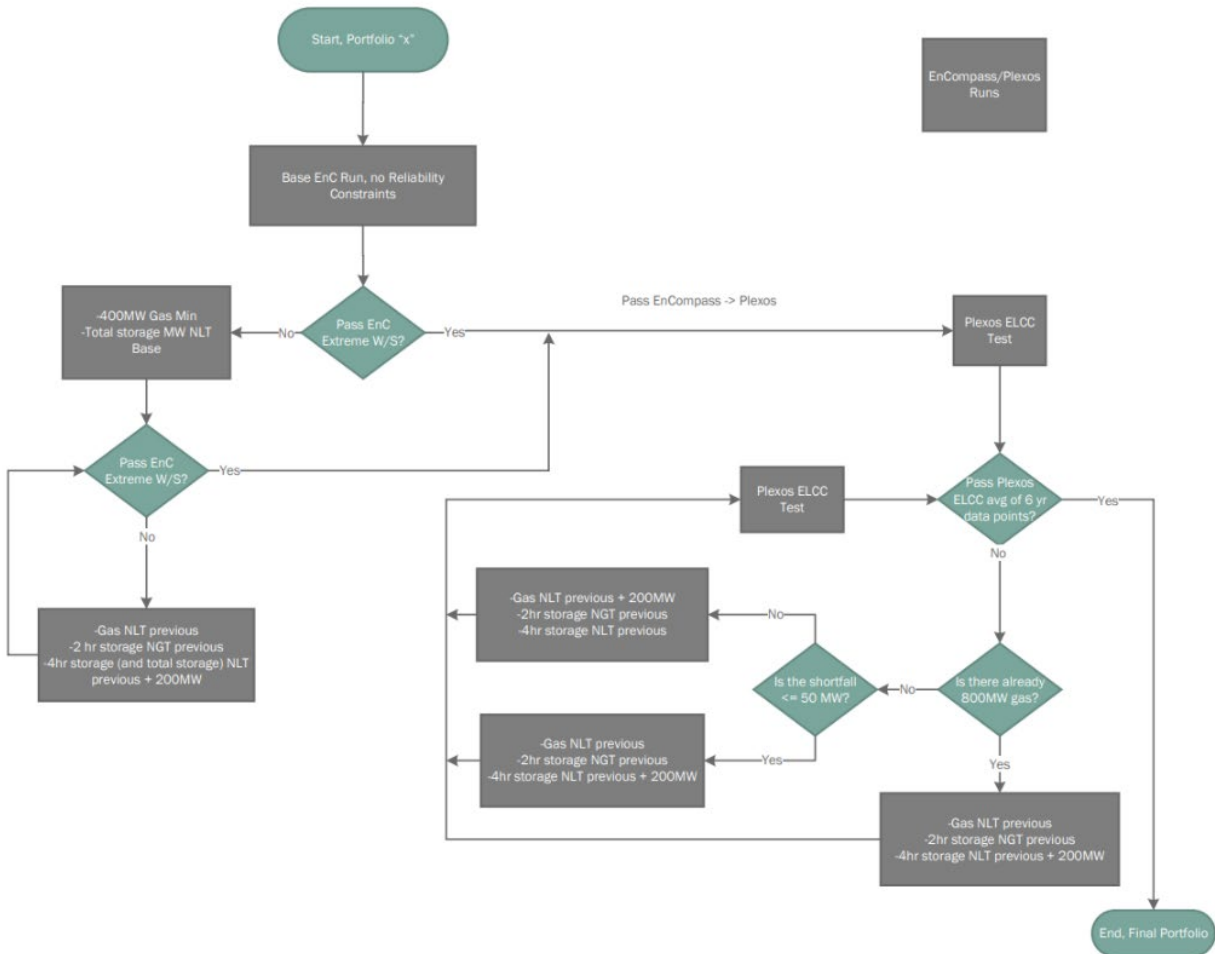 Start, Portfolio “x”
EnCompass/Plexos
Runs
Base EnC Run, no Reliability
Constraints
-400MW Gas Min
-Total storage MW NLT
Base
No
Pass EnC
Extreme W/S?
Yes
Pass EnCompass -> Plexos
Plexos ELCC
Test
Pass EnC
Extreme W/S?
Yes
No
-Gas NLT previous
-2 hr storage NGT previous
-4hr storage (and total storage) NLT
previous + 200MW
Plexos ELCC
Test
Pass Plexos
ELCC avg of 6 yr
data points?
Yes
No
-Gas NLT previous + 200MW
-2hr storage NGT previous
-4hr storage NLT previous
No
Is the shortfall
<= 50 MW?
No
Is there already
800MW gas?
Yes
-Gas NLT previous
-2hr storage NGT previous
-4hr storage NLT previous + 200MW
Yes
-Gas NLT previous
-2hr storage NGT previous
-4hr storage NLT previous + 200MW
End, Final Portfolio